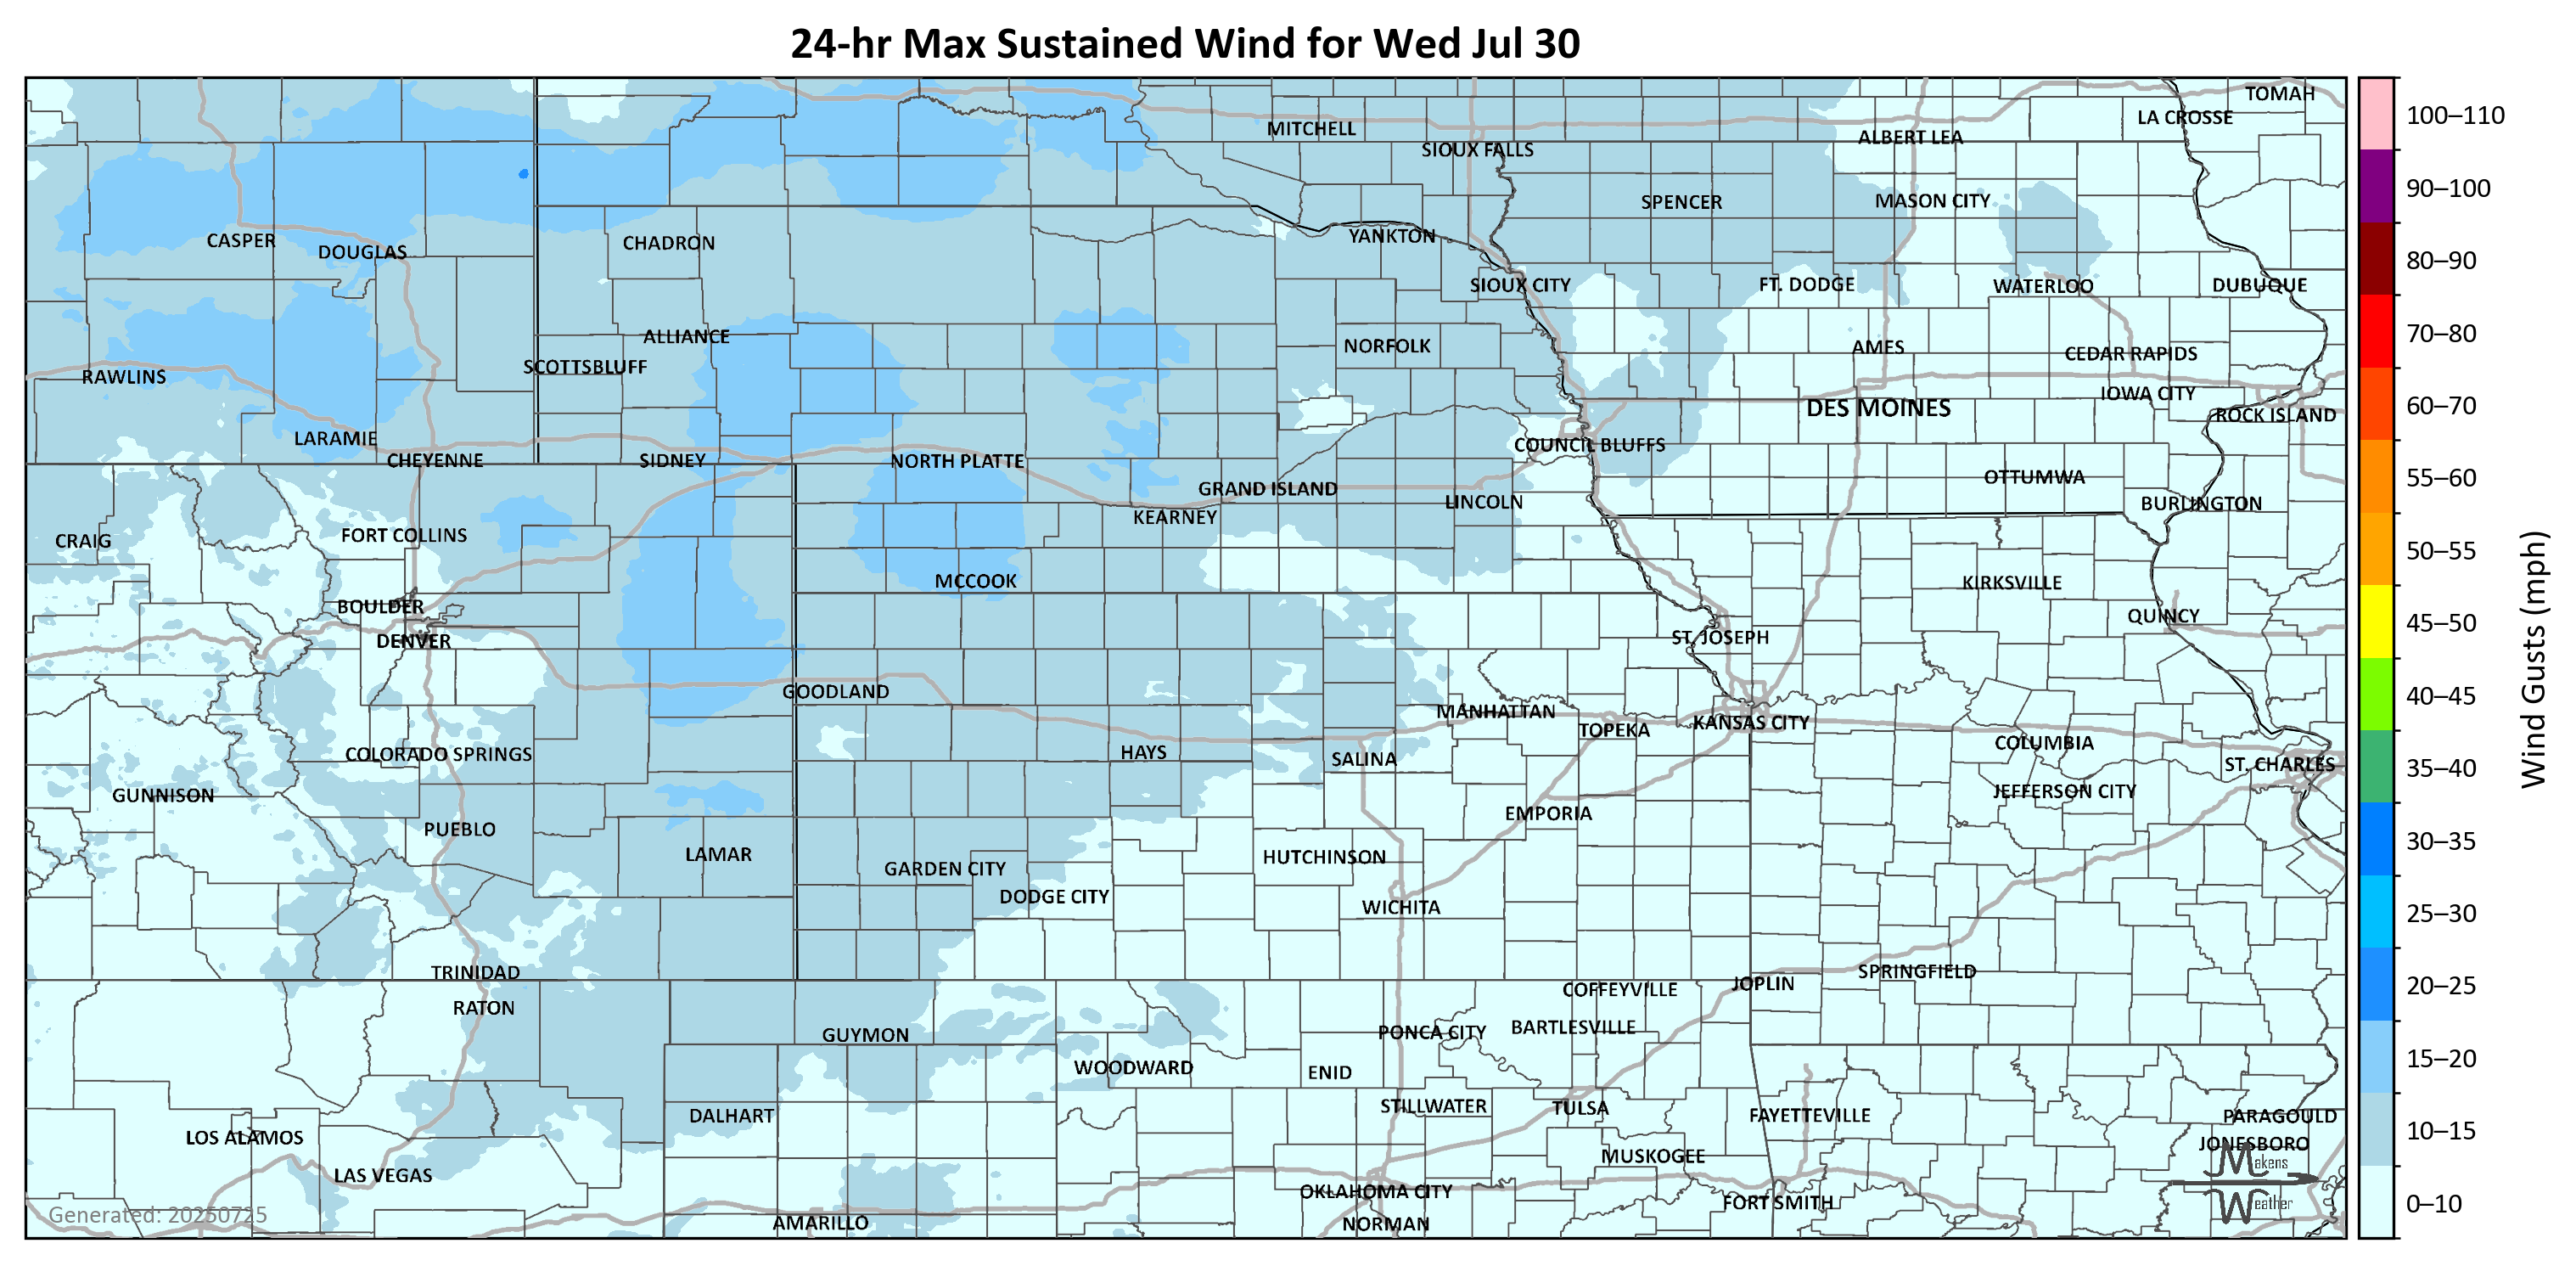 24-hr Max Sustained Wind for Wed Jul 30
TOMAH
LA CROSSE
MITCHELL
ALBERT LEA
SIOUX FALLS
SPENCER
MASON CITY
CASPER
DOUGLAS
CHADRON
YANKTON
SIOUX CITY
FT. DODGE
WATERLOO
DUBUQUE
ALLIANCE
NORFOLK
AMES
CEDAR RAPIDS
SCOTTSBLUFF
RAWLINS
IOWA CITY
DES MOINES
ROCK ISLAND
LARAMIE
COUNCIL BLUFFS
CHEYENNE
SIDNEY
NORTH PLATTE
OTTUMWA
GRAND ISLAND
LINCOLN
BURLINGTON
KEARNEY
FORT COLLINS
CRAIG
MCCOOK
KIRKSVILLE
BOULDER
QUINCY
DENVER
ST. JOSEPH
GOODLAND
MANHATTAN
KANSAS CITY
TOPEKA
COLUMBIA
COLORADO SPRINGS
HAYS
SALINA
ST. CHARLES
GUNNISON
JEFFERSON CITY
EMPORIA
PUEBLO
LAMAR
HUTCHINSON
GARDEN CITY
DODGE CITY
WICHITA
TRINIDAD
SPRINGFIELD
JOPLIN
COFFEYVILLE
RATON
GUYMON
PONCA CITY
BARTLESVILLE
WOODWARD
ENID
STILLWATER
TULSA
DALHART
FAYETTEVILLE
PARAGOULD
LOS ALAMOS
JONESBORO
MUSKOGEE
LAS VEGAS
OKLAHOMA CITY
FORT SMITH
AMARILLO
NORMAN
Generated: 20250725
Makens
Weather
100–110
90–100
80–90
70–80
60–70
55–60
50–55
45–50
40–45
35–40
30–35
25–30
20–25
15–20
10–15
0–10
Wind Gusts (mph)